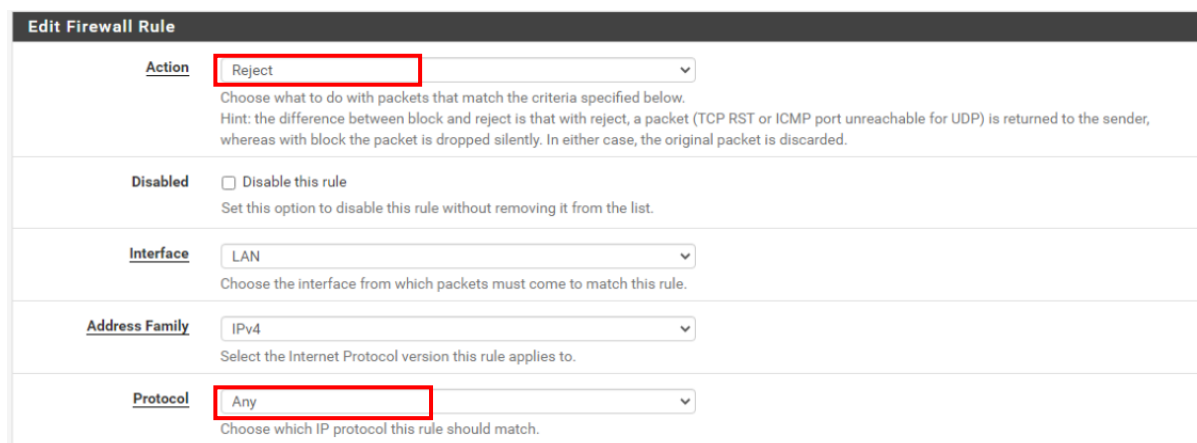 Edit Firewall Rule
Action
Reject
Choose what to do with packets that match the criteria specified below.
Hint: the difference between block and reject is that with reject, a packet (TCP RST or ICMP port unreachable for UDP) is returned to the sender,
whereas with block the packet is dropped silently. In either case, the original packet is discarded.
Disabled
Disable this rule
Set this option to disable this rule without removing it from the list.
Interface
LAN
Choose the interface from which packets must come to match this rule.
Address Family
IPv4
Select the Internet Protocol version this rule applies to.
Protocol
Any
Choose which IP protocol this rule should match.